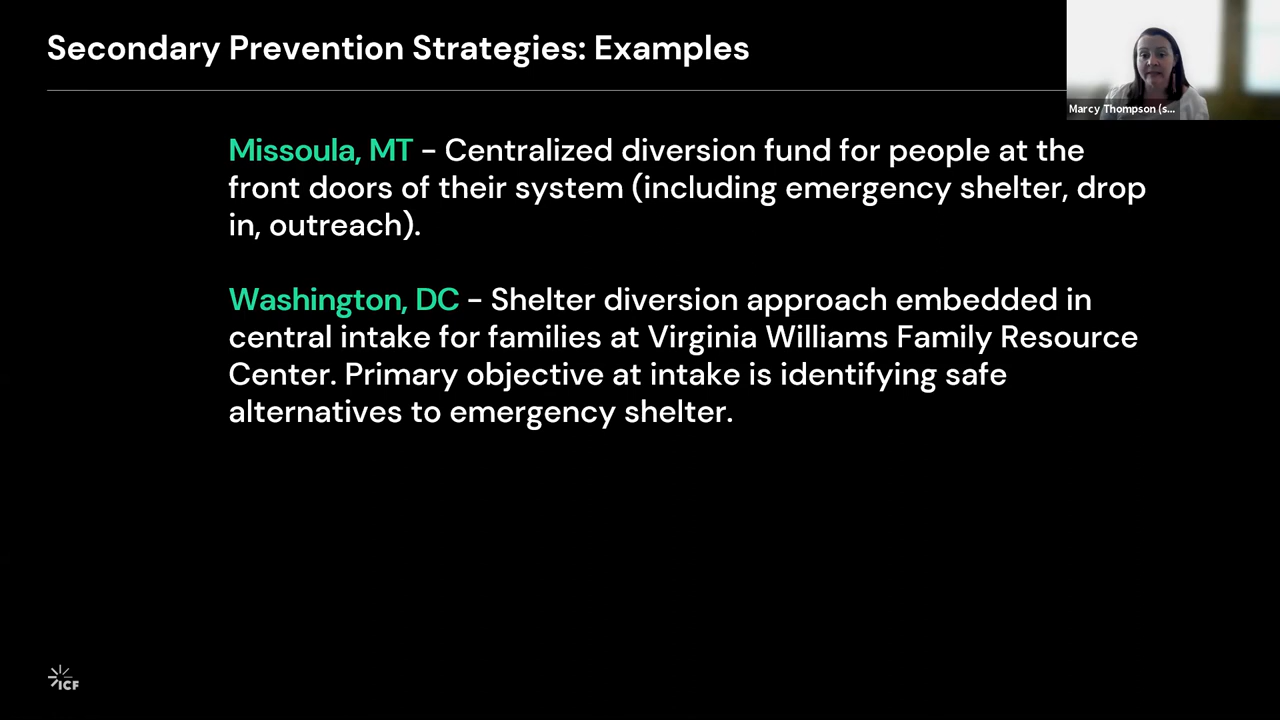 Secondary Prevention Strategies: Examples
Marcy Thompson (s...
Missoula, MT - Centralized diversion fund for people at the
front doors of their system (including emergency shelter, drop
in, outreach).
Washington, DC - Shelter diversion approach embedded in
central intake for families at Virginia Williams Family Resource
Center. Primary objective at intake is identifying safe
alternatives to emergency shelter.
ICF